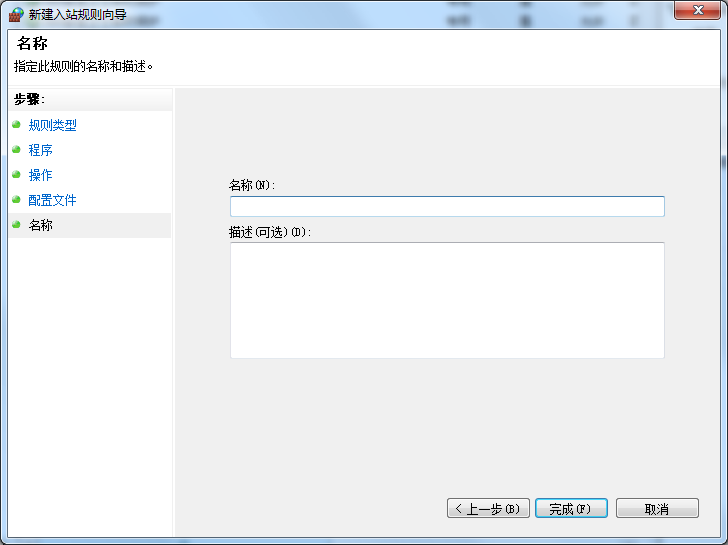 新建入站规则向导
名称
指定此规则的名称和描述。
步骤:
规则类型
程序
操作
配置文件
名称
名称(N):
描述(可选)(D):
< 上一步(B)
完成(F)
取消